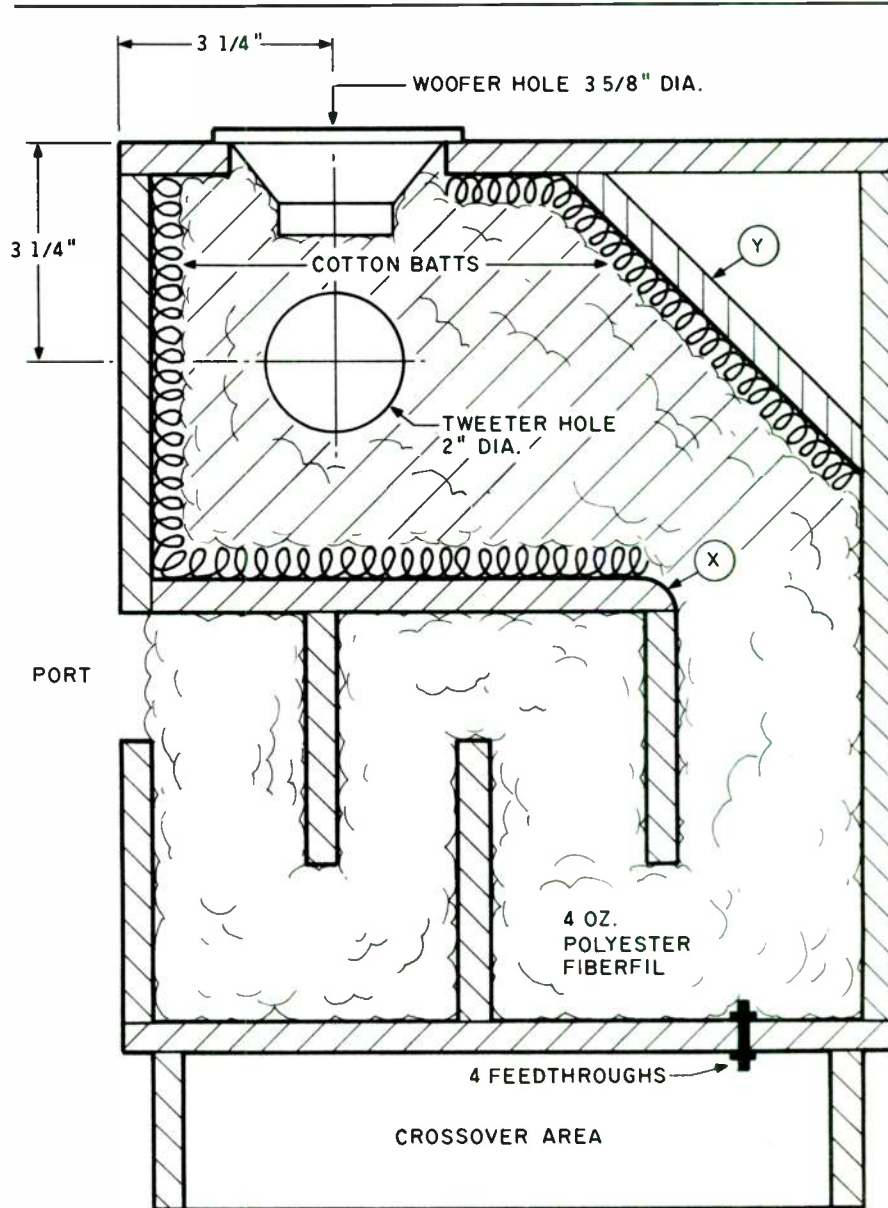 3 1/4"
WOOFER HOLE 3 5/8" DIA.
3 1/4"
COTTON BATTS
Y
TWEETER HOLE
2" DIA.
X
PORT
4 OZ.
POLYESTER
FIBERFIL
4 FEEDTHROUGHS
CROSSOVER AREA